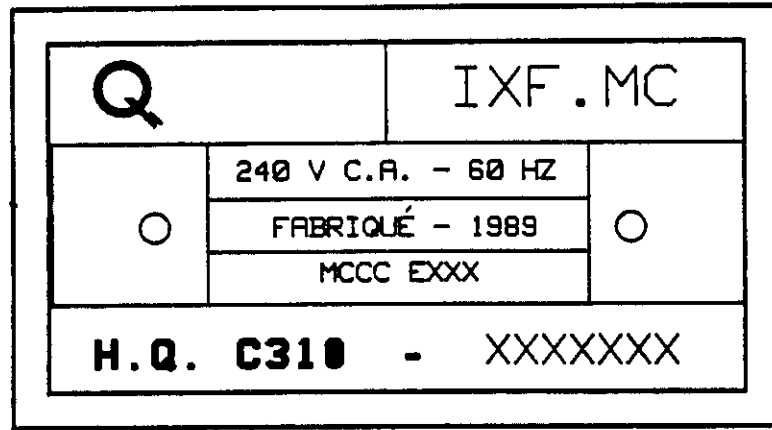 Q IXF.MC
240 V C.A. - 60 HZ
FABRIQUÉ - 1989
MCCC EXXX
H.Q. C310 - XXXXXXX